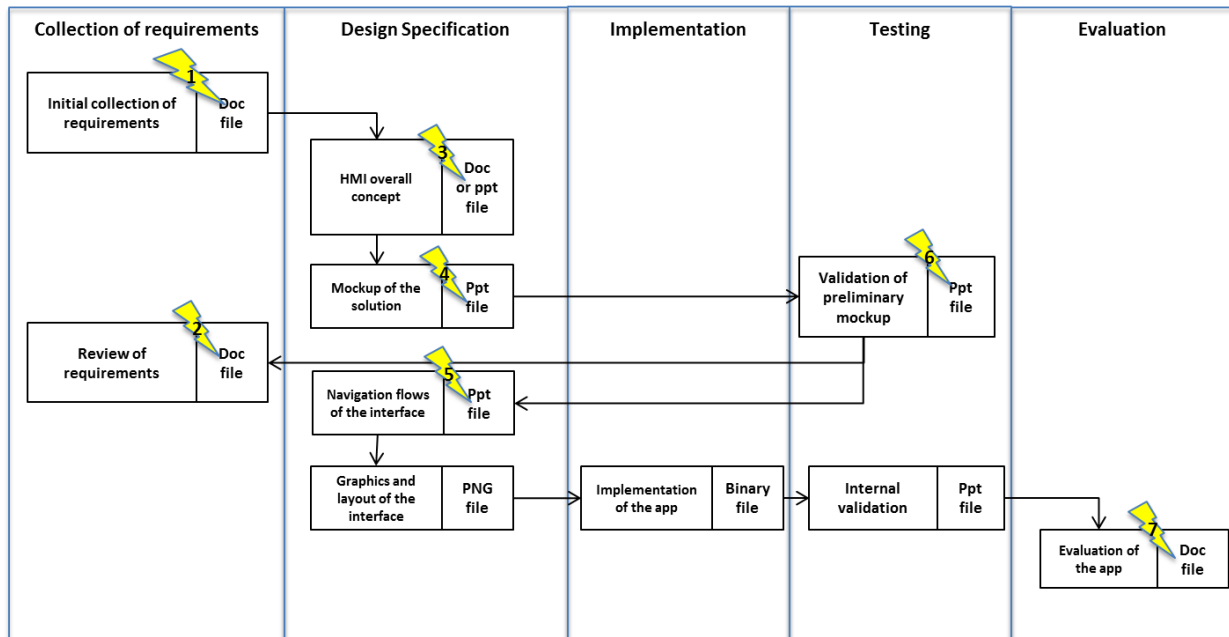 Collection of requirements
Design Specification
Implementation
Testing
Evaluation
1
Initial collection of
requirements
Doc
file
3
HMI overall
concept
Doc
or ppt
file
4
Mockup of the
solution
Ppt
file
6
Validation of
preliminary
mockup
Ppt
file
2
Review of
requirements
Doc
file
5
Navigation flows
of the interface
Ppt
file
Graphics and
layout of the
interface
PNG
file
Implementation
of the app
Binary
file
Internal
validation
Ppt
file
7
Evaluation of
the app
Doc
file